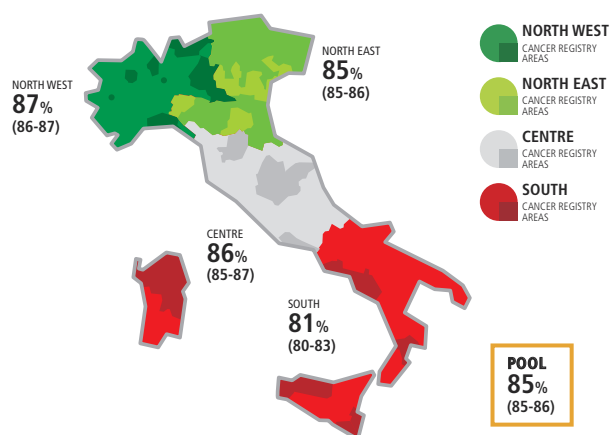 NORTH WEST
87%
(86-87)
NORTH EAST
85%
(85-86)
CENTRE
86%
(85-87)
SOUTH
81%
(80-83)
NORTH WEST
CANCER REGISTRY
AREAS
NORTH EAST
CANCER REGISTRY
AREAS
CENTRE
CANCER REGISTRY
AREAS
SOUTH
CANCER REGISTRY
AREAS
POOL
85%
(85-86)